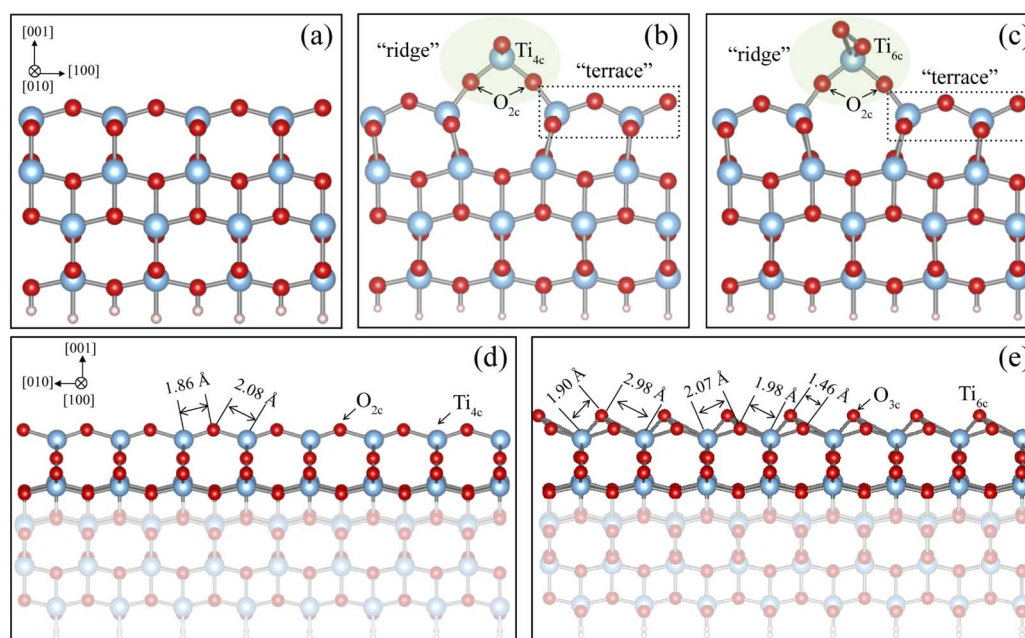 (a)
[001]
[100]
[010]
(b)
"ridge"
Ti4c
"terrace"
O2c
(c)
"ridge"
Ti6c
"terrace"
O2c
(d)
[001]
[010]
[100]
1.86 Å
2.08 Å
O2c
Ti4c
(e)
1.90 Å
2.98 Å
2.07 Å
1.98 Å
1.46 Å
O3c
Ti6c